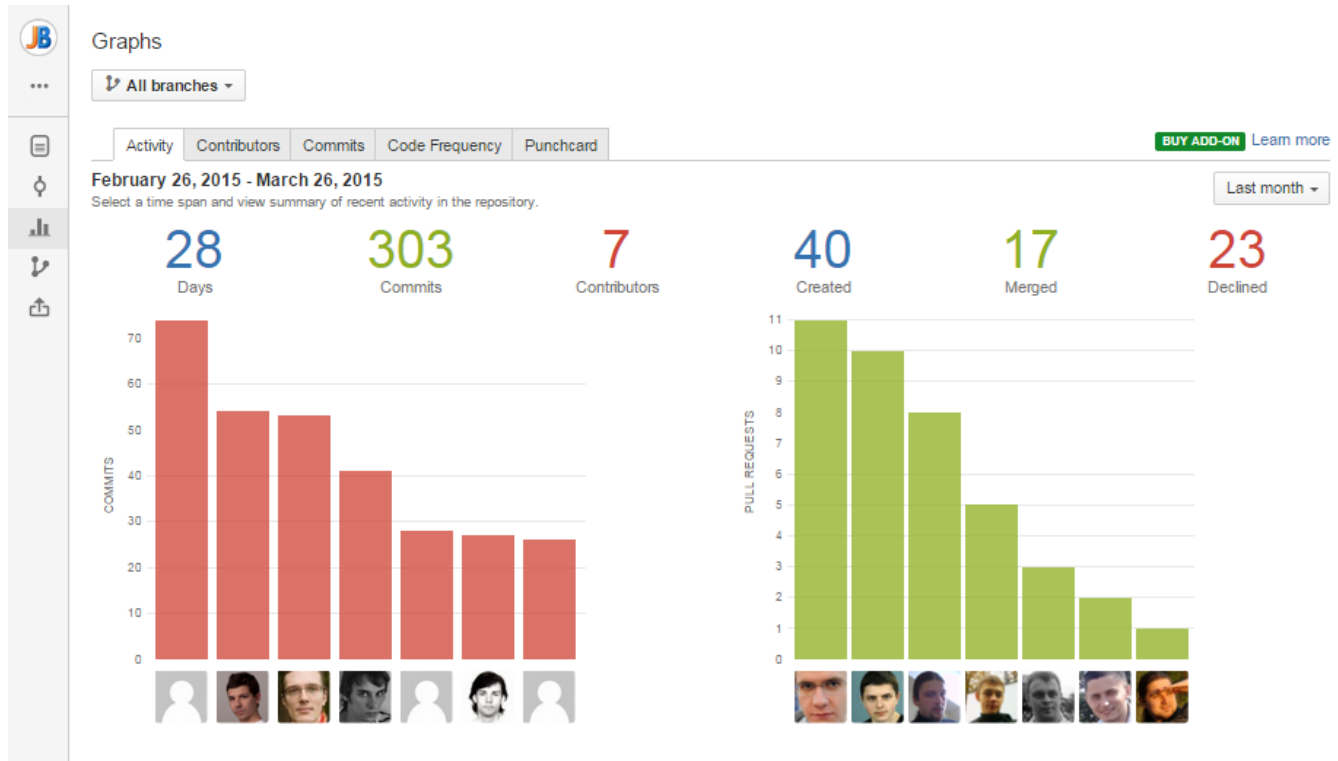 JB
Graphs
All branches
Activity Contributors Commits Code Frequency Punchcard
BUY ADD-ON Learn more
February 26, 2015 - March 26, 2015
Last month
Select a time span and view summary of recent activity in the repository.
28 303 7 40 17 23
Days Commits Contributors Created Merged Declined
COMMITS
70
60
50
40
30
20
10
0
PULL REQUESTS
11
10
9
8
7
6
5
4
3
2
1
0